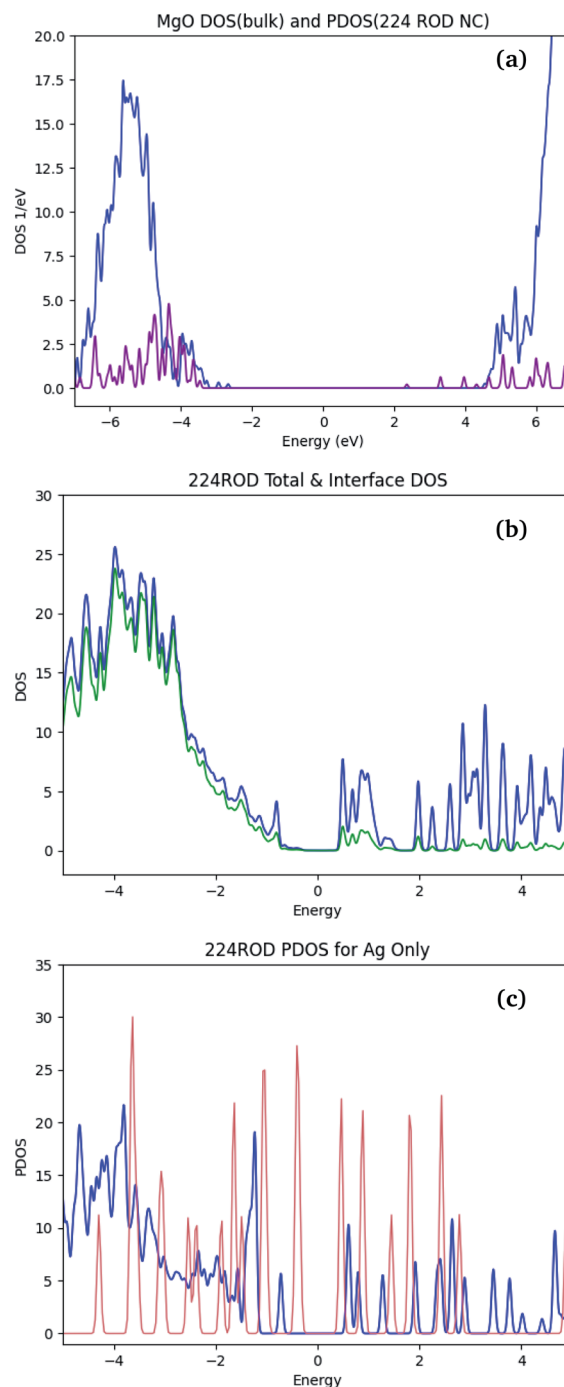 MgO DOS(bulk) and PDOS(224 ROD NC)
(a)
20.0
17.5
15.0
12.5
10.0
7.5
5.0
2.5
0.0
DOS 1/eV
−6 −4 −2 0 2 4 6
Energy (eV)
224ROD Total & Interface DOS
(b)
30
25
20
15
10
5
0
DOS
−4 −2 0 2 4
Energy
224ROD PDOS for Ag Only
(c)
35
30
25
20
15
10
5
0
PDOS
−4 −2 0 2 4
Energy